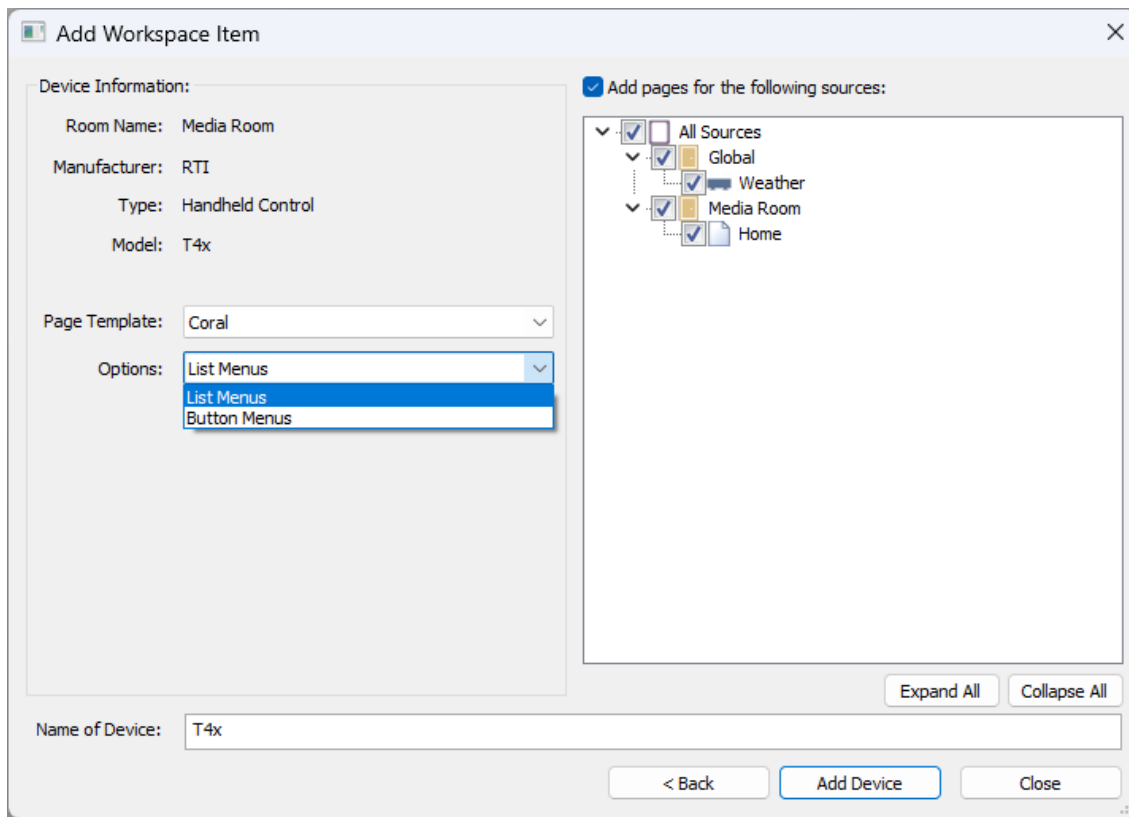 Add Workspace Item
Device Information:
Room Name: Media Room
Manufacturer: RTI
Type: Handheld Control
Model: T4x
Page Template: Coral
Options: List Menus
List Menus
Button Menus
Add pages for the following sources:
All Sources
Global
Weather
Media Room
Home
Expand All Collapse All
Name of Device: T4x
< Back Add Device Close